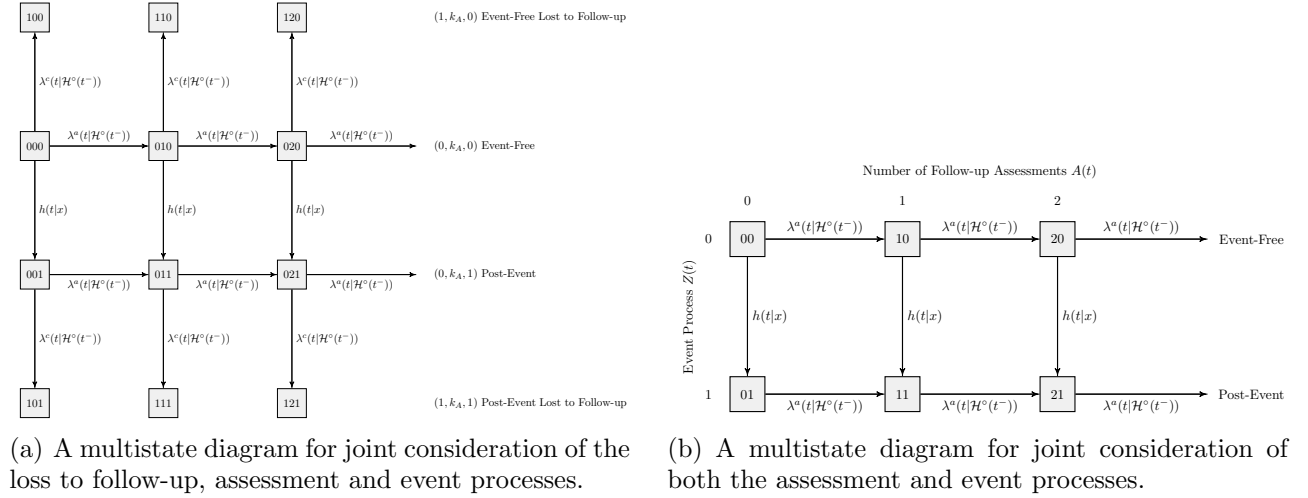 100 110 120 (1, k_A, 0) Event-Free Lost to Follow-up
λ^c(t|ℋ°(t⁻)) λ^c(t|ℋ°(t⁻)) λ^c(t|ℋ°(t⁻))
λ^a(t|ℋ°(t⁻)) λ^a(t|ℋ°(t⁻)) λ^a(t|ℋ°(t⁻))
000 010 020 (0, k_A, 0) Event-Free
h(t|x) h(t|x) h(t|x)
001 011 021 (0, k_A, 1) Post-Event
λ^a(t|ℋ°(t⁻)) λ^a(t|ℋ°(t⁻)) λ^a(t|ℋ°(t⁻))
λ^c(t|ℋ°(t⁻)) λ^c(t|ℋ°(t⁻)) λ^c(t|ℋ°(t⁻))
101 111 121 (1, k_A, 1) Post-Event Lost to Follow-up
(a) A multistate diagram for joint consideration of the
loss to follow-up, assessment and event processes.
Number of Follow-up Assessments A(t)
0 1 2
λ^a(t|ℋ°(t⁻)) λ^a(t|ℋ°(t⁻)) λ^a(t|ℋ°(t⁻))
0 00 10 20 Event-Free
Event Process Z(t)
h(t|x) h(t|x) h(t|x)
1 01 11 21 Post-Event
λ^a(t|ℋ°(t⁻)) λ^a(t|ℋ°(t⁻)) λ^a(t|ℋ°(t⁻))
(b) A multistate diagram for joint consideration of
both the assessment and event processes.